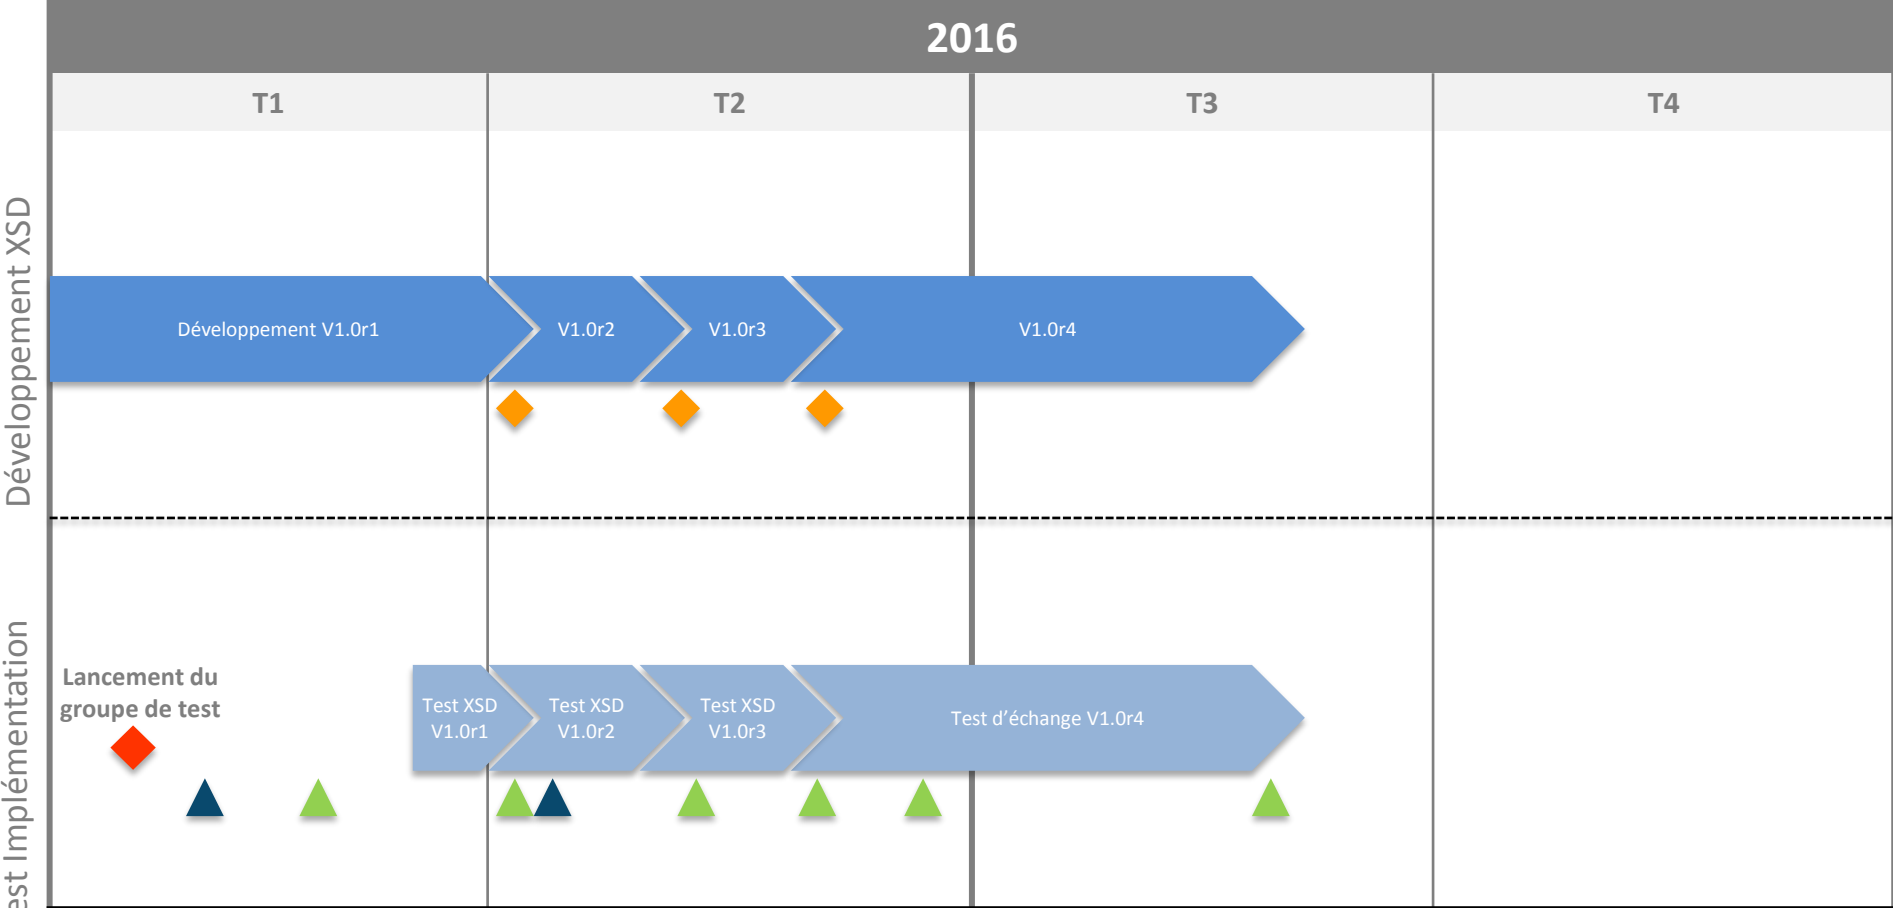 2016
T1
T2
T3
T4
Développement XSD
Développement V1.0r1
V1.0r2
V1.0r3
V1.0r4
Implémentation
Lancement du
groupe de test
Test XSD
V1.0r1
Test XSD
V1.0r2
Test XSD
V1.0r3
Test d'échange V1.0r4